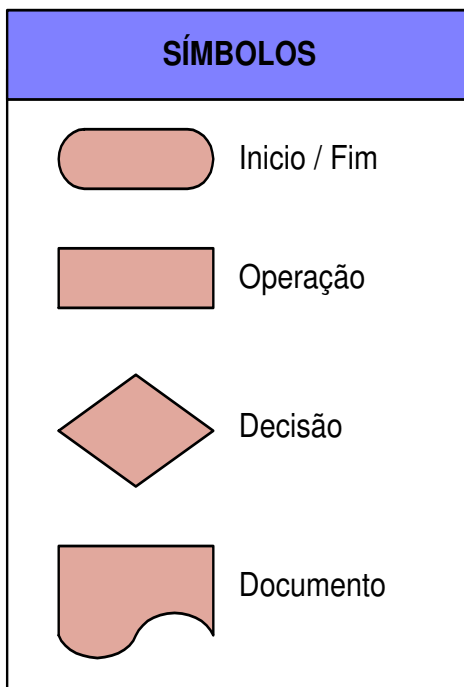 SÍMBOLOS
Inicio / Fim
Operação
Decisão
Documento